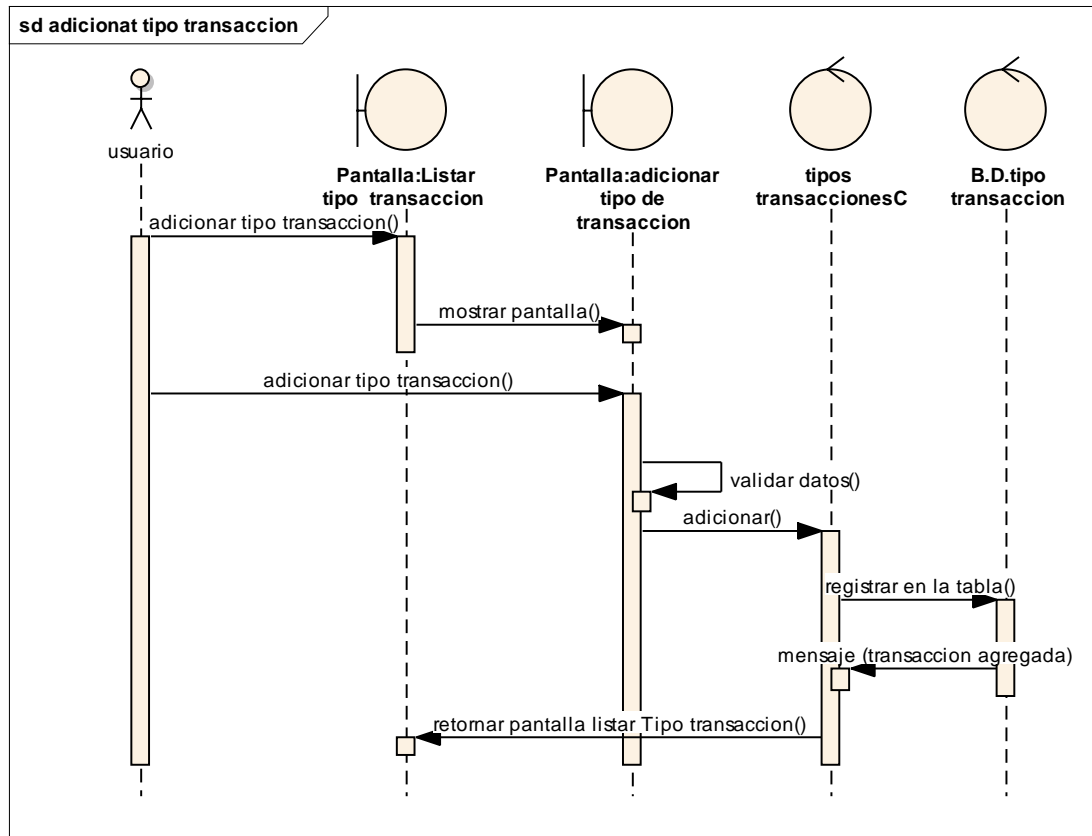 sd adicionat tipo transaccion
usuario
Pantalla:Listar
tipo transaccion
Pantalla:adicionar
tipo de
transaccion
tipos
transaccionesC
B.D.tipo
transaccion
adicionar tipo transaccion()
mostrar pantalla()
adicionar tipo transaccion()
validar datos()
adicionar()
registrar en la tabla()
mensaje (transaccion agregada)
retornar pantalla listar Tipo transaccion()